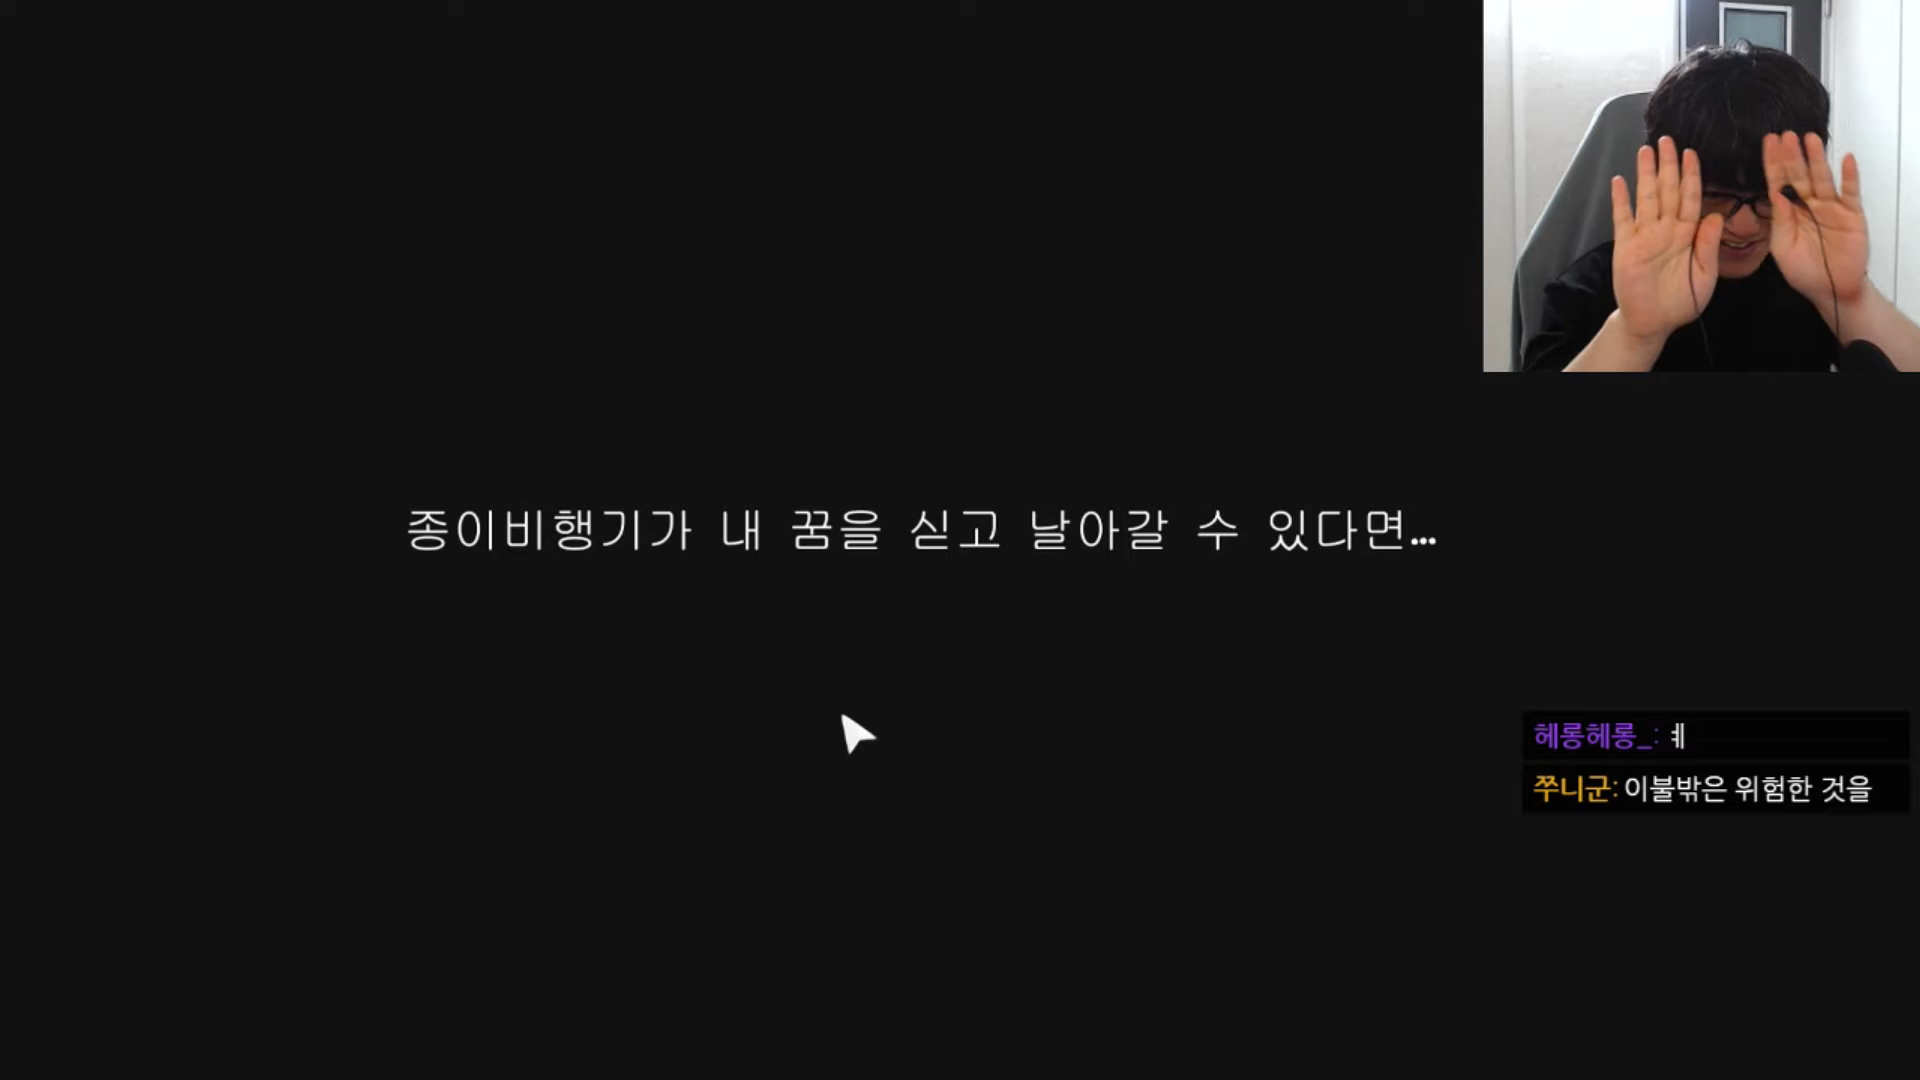 종이비행기가 내 꿈을 싣고 날아갈 수 있다면...
헤롱헤롱_: ㅖ
쭈니군: 이불밖은 위험한 것을